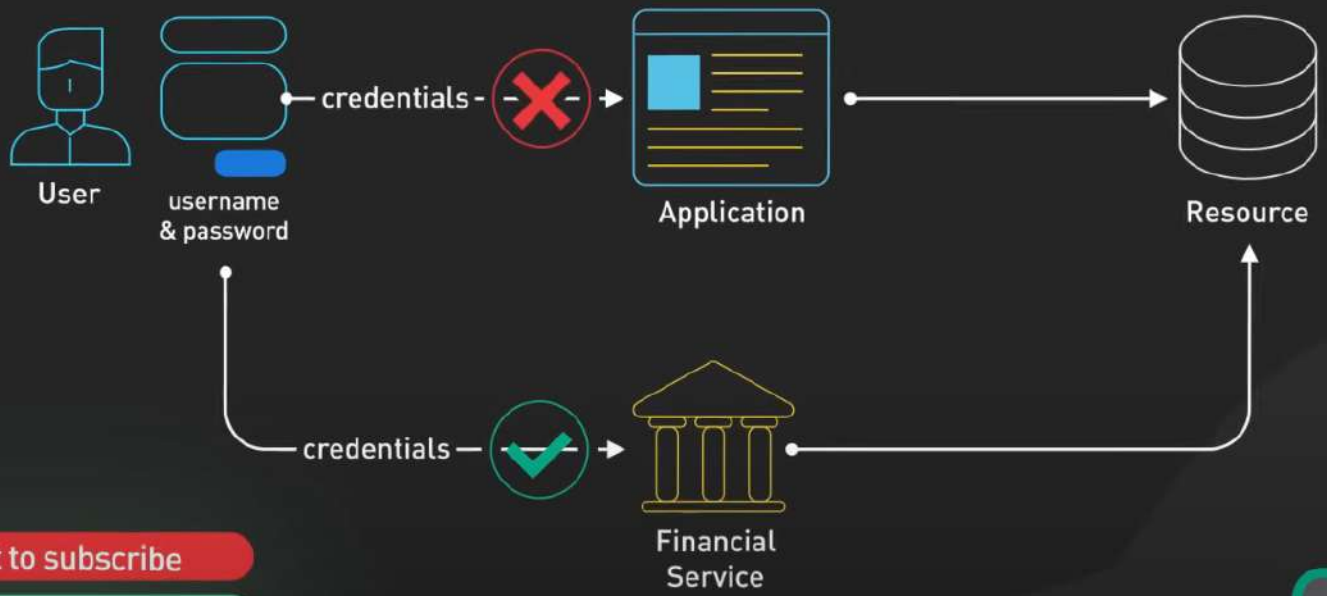 credentials
User
username
& password
Application
Resource
credentials
Financial
Service
to subscribe